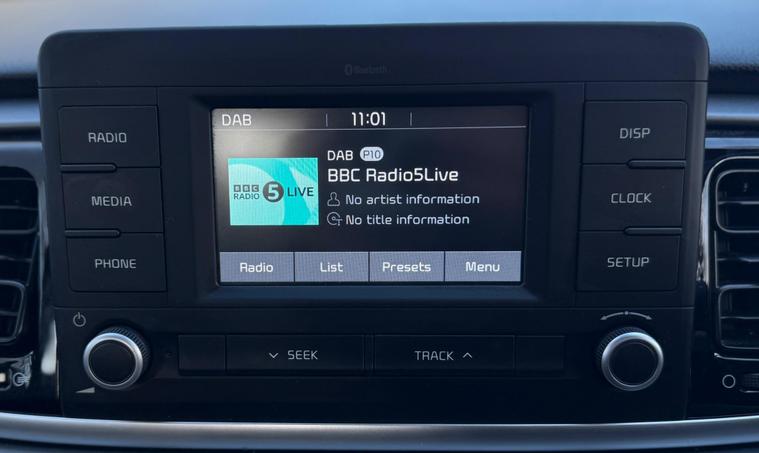 Bluetooth
DAB 11:01
RADIO
MEDIA
PHONE
DAB P10
BBC Radio5Live
BBC RADIO 5 LIVE
No artist information
No title information
Radio List Presets Menu
DISP
CLOCK
SETUP
SEEK TRACK